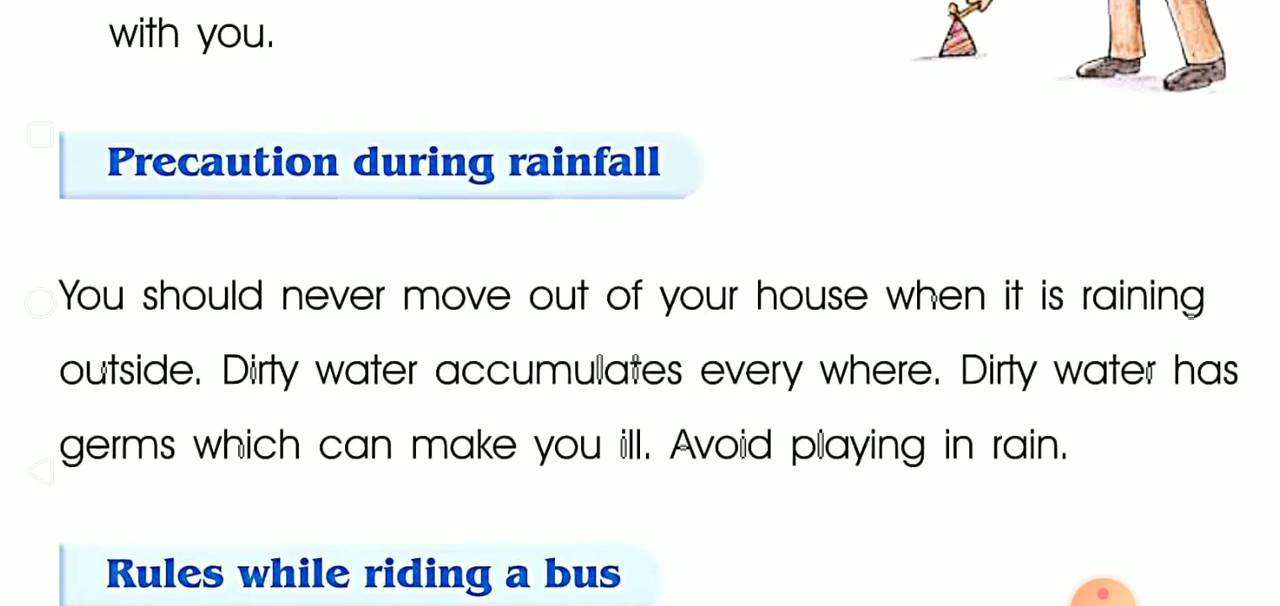 with you.
Precaution during rainfall
You should never move out of your house when it is raining
outside. Dirty water accumulates every where. Dirty water has
germs which can make you ill. Avoid playing in rain.
Rules while riding a bus